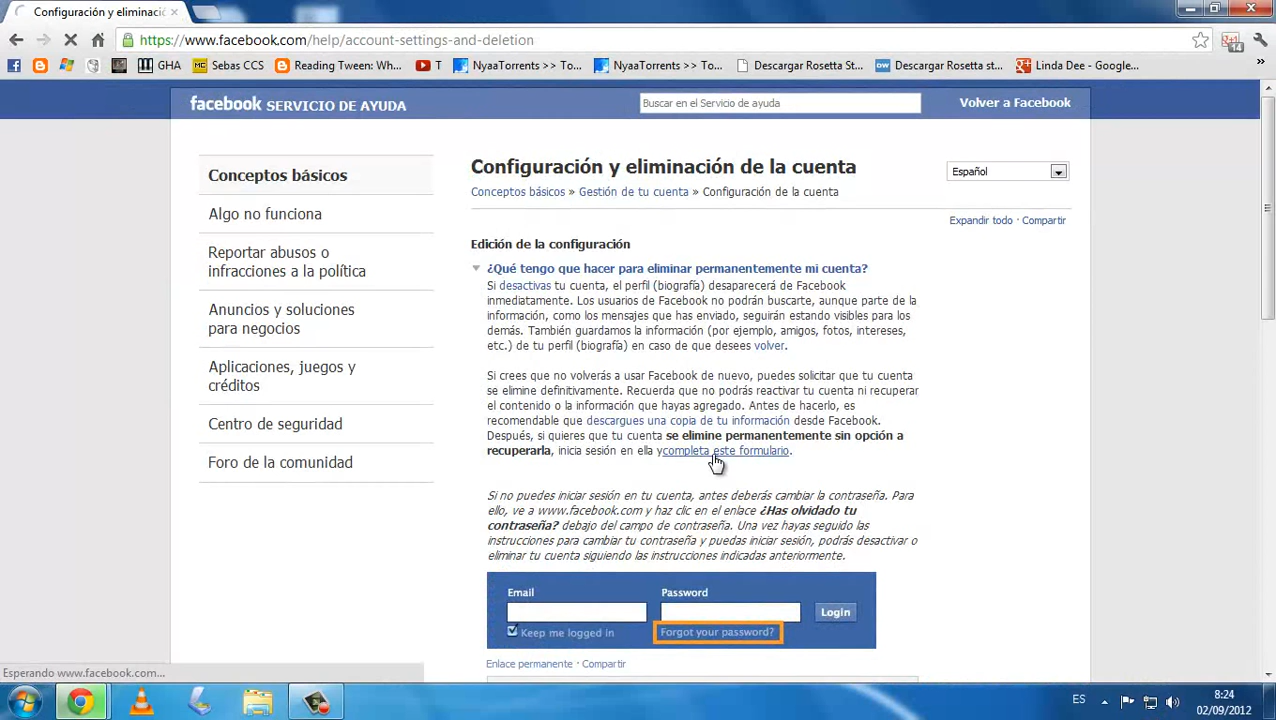 Configuración y eliminació
https://www.facebook.com/help/account-settings-and-deletion
GHA
MC Sebas CCS
Reading Tween: Wh...
T
NyaaTorrents >> To...
NyaaTorrents >> To...
Descargar Rosetta St...
DW Descargar Rosetta st...
Linda Dee - Google...
»
14
facebook SERVICIO DE AYUDA
Buscar en el Servicio de ayuda
Volver a Facebook
Conceptos básicos
Algo no funciona
Reportar abusos o
infracciones a la política
Anuncios y soluciones
para negocios
Aplicaciones, juegos y
créditos
Centro de seguridad
Foro de la comunidad
Configuración y eliminación de la cuenta
Español
Conceptos básicos » Gestión de tu cuenta » Configuración de la cuenta
Expandir todo · Compartir
Edición de la configuración
¿Qué tengo que hacer para eliminar permanentemente mi cuenta?
Si desactivas tu cuenta, el perfil (biografía) desaparecerá de Facebook
inmediatamente. Los usuarios de Facebook no podrán buscarte, aunque parte de la
información, como los mensajes que has enviado, seguirán estando visibles para los
demás. También guardamos la información (por ejemplo, amigos, fotos, intereses,
etc.) de tu perfil (biografía) en caso de que desees volver.
Si crees que no volverás a usar Facebook de nuevo, puedes solicitar que tu cuenta
se elimine definitivamente. Recuerda que no podrás reactivar tu cuenta ni recuperar
el contenido o la información que hayas agregado. Antes de hacerlo, es
recomendable que descargues una copia de tu información desde Facebook.
Después, si quieres que tu cuenta se elimine permanentemente sin opción a
recuperarla, inicia sesión en ella ycompleta este formulario.
Si no puedes iniciar sesión en tu cuenta, antes deberás cambiar la contraseña. Para
ello, ve a www.facebook.com y haz clic en el enlace ¿Has olvidado tu
contraseña? debajo del campo de contraseña. Una vez hayas seguido las
instrucciones para cambiar tu contraseña y puedas iniciar sesión, podrás desactivar o
eliminar tu cuenta siguiendo las instrucciones indicadas anteriormente.
Email
Password
Login
Keep me logged in
Forgot your password?
Enlace permanente · Compartir
Esperando www.facebook.com...
ES
8:24
02/09/2012